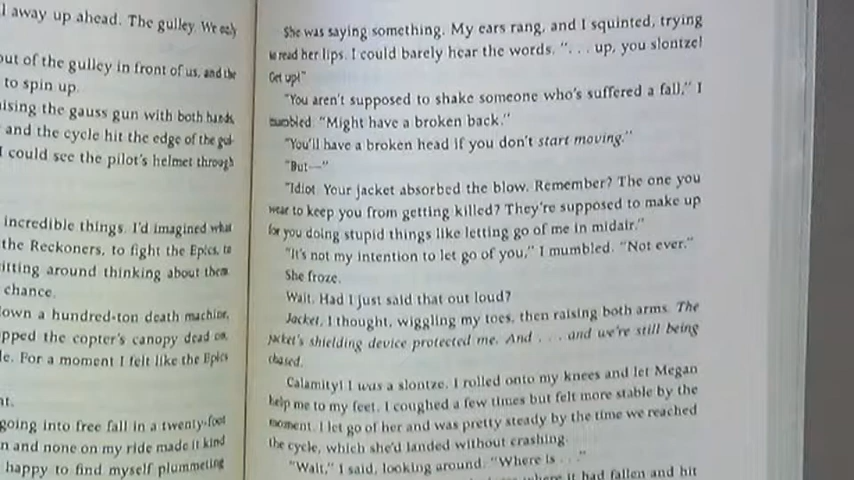 l away up ahead. The gulley. We only
out of the gulley in front of us, and the
to spin up.
ising the gauss gun with both hands,
and the cycle hit the edge of the gul-
I could see the pilot's helmet through
incredible things. I'd imagined what
the Reckoners, to fight the Epics, to
itting around thinking about them.
chance.
down a hundred-ton death machine,
pped the copter's canopy dead on,
le. For a moment I felt like the Epics
at.
going into free fall in a twenty-foot
n and none on my ride made it kind
happy to find myself plummeting
She was saying something. My ears rang, and I squinted, trying
to read her lips. I could barely hear the words. ". . . up, you slontze!
Get up!"
"You aren't supposed to shake someone who's suffered a fall," I
mumbled. "Might have a broken back."
"You'll have a broken head if you don't start moving."
"But—"
"Idiot. Your jacket absorbed the blow. Remember? The one you
wear to keep you from getting killed? They're supposed to make up
for you doing stupid things like letting go of me in midair."
"It's not my intention to let go of you," I mumbled. "Not ever."
She froze.
Wait. Had I just said that out loud?
Jacket, I thought, wiggling my toes, then raising both arms. The
jacket's shielding device protected me. And . . . and we're still being
chased.
Calamity! I was a slontze. I rolled onto my knees and let Megan
help me to my feet. I coughed a few times but felt more stable by the
moment. I let go of her and was pretty steady by the time we reached
the cycle, which she'd landed without crashing.
"Wait," I said, looking around. "Where is . . ."
where it had fallen and hit